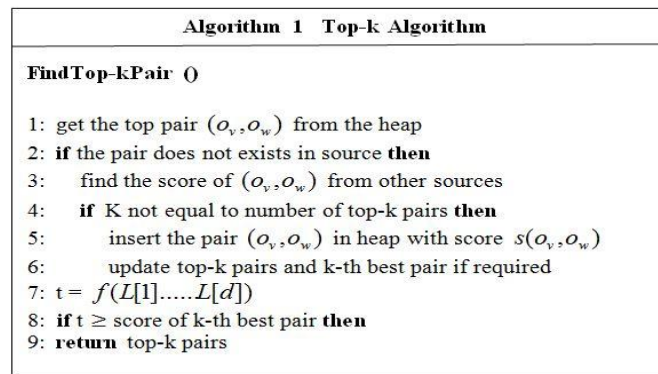 Algorithm 1 Top-k Algorithm
FindTop-kPair ()
1: get the top pair (o_v,o_w) from the heap
2: if the pair does not exists in source then
3: find the score of (o_v,o_w) from other sources
4: if K not equal to number of top-k pairs then
5: insert the pair (o_v,o_w) in heap with score s(o_v,o_w)
6: update top-k pairs and k-th best pair if required
7: t = f(L[1].....L[d])
8: if t ≥ score of k-th best pair then
9: return top-k pairs